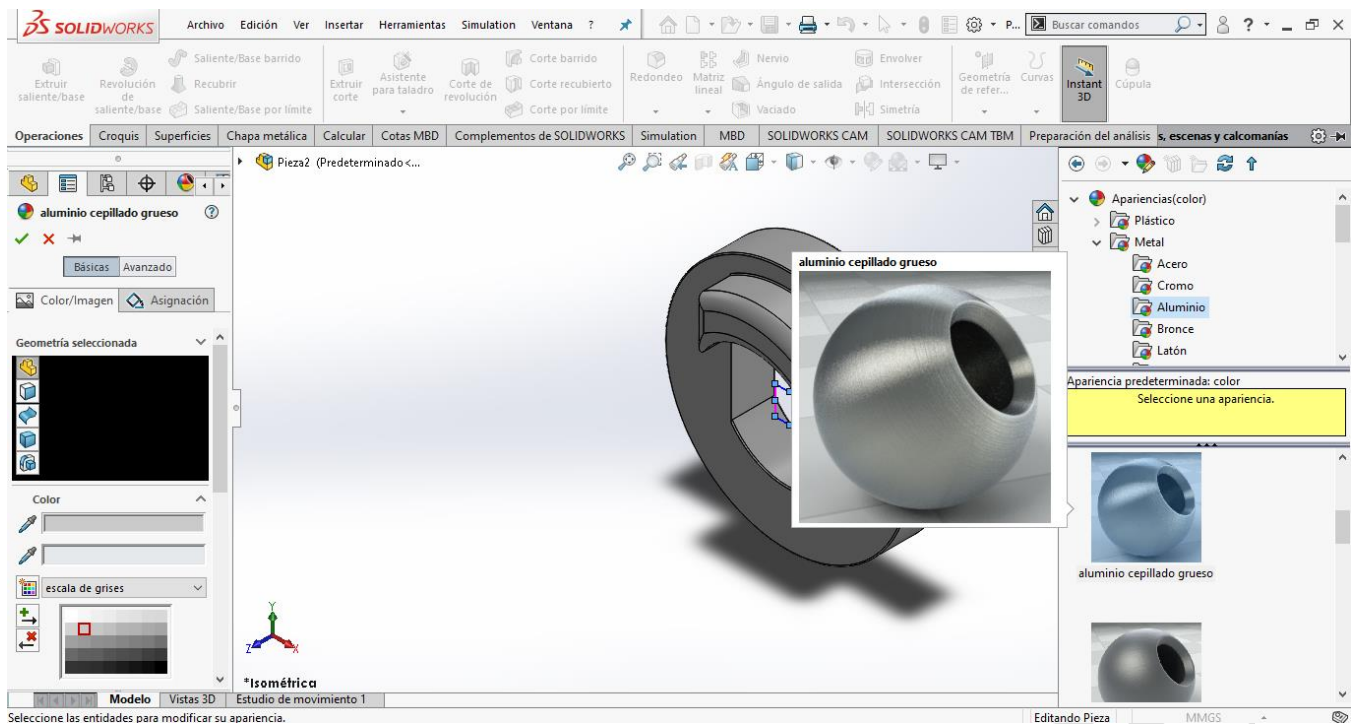 SOLIDWORKS Archivo Edición Ver Insertar Herramientas Simulation Ventana ? P... Buscar comandos ?
Extruir saliente/base
Revolución de saliente/base
Saliente/Base barrido
Recubrir
Saliente/Base por límite
Extruir corte
Asistente para taladro
Corte de revolución
Corte barrido
Corte recubierto
Corte por límite
Redondeo
Matriz lineal
Nervio
Ángulo de salida
Vaciado
Envolver
Intersección
Simetría
Geometría de refer...
Curvas
Instant 3D
Cúpula
Operaciones Croquis Superficies Chapa metálica Calcular Cotas MBD Complementos de SOLIDWORKS Simulation MBD SOLIDWORKS CAM SOLIDWORKS CAM TBM Preparación del análisis s, escenas y calcomanías
Pieza2 (Predeterminado<...
aluminio cepillado grueso
Básicas Avanzado
Color/Imagen Asignación
Geometría seleccionada
Color
escala de grises
aluminio cepillado grueso
Y
Z
X
*Isométrica
Apariencias(color)
Plástico
Metal
Acero
Cromo
Aluminio
Bronce
Latón
Apariencia predeterminada: color
Seleccione una apariencia.
aluminio cepillado grueso
Modelo Vistas 3D Estudio de movimiento 1
Seleccione las entidades para modificar su apariencia. Editando Pieza MMGS